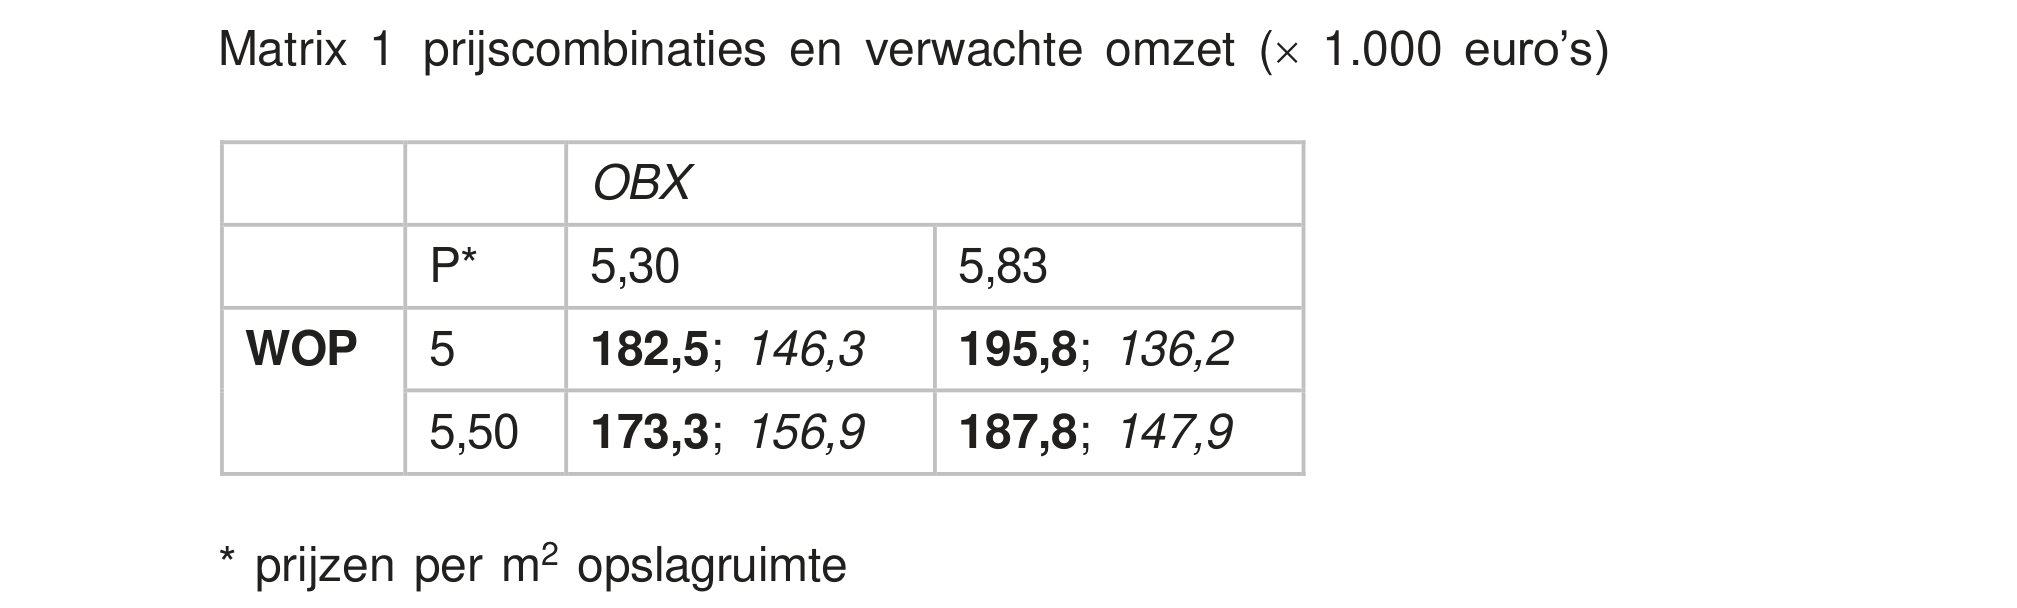 Matrix 1 prijscombinaties en verwachte omzet (× 1.000 euro’s)
OBX
P* 5,30 5,83
WOP 5 182,5; 146,3 195,8; 136,2
5,50 173,3; 156,9 187,8; 147,9
* prijzen per m² opslagruimte